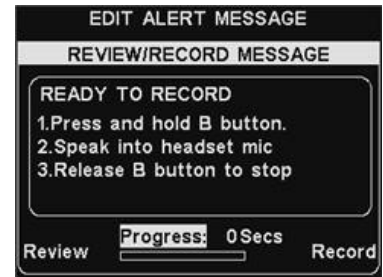 EDIT ALERT MESSAGE
REVIEW/RECORD MESSAGE
READY TO RECORD
1.Press and hold B button.
2.Speak into headset mic
3.Release B button to stop
Progress: 0Secs
Review Record